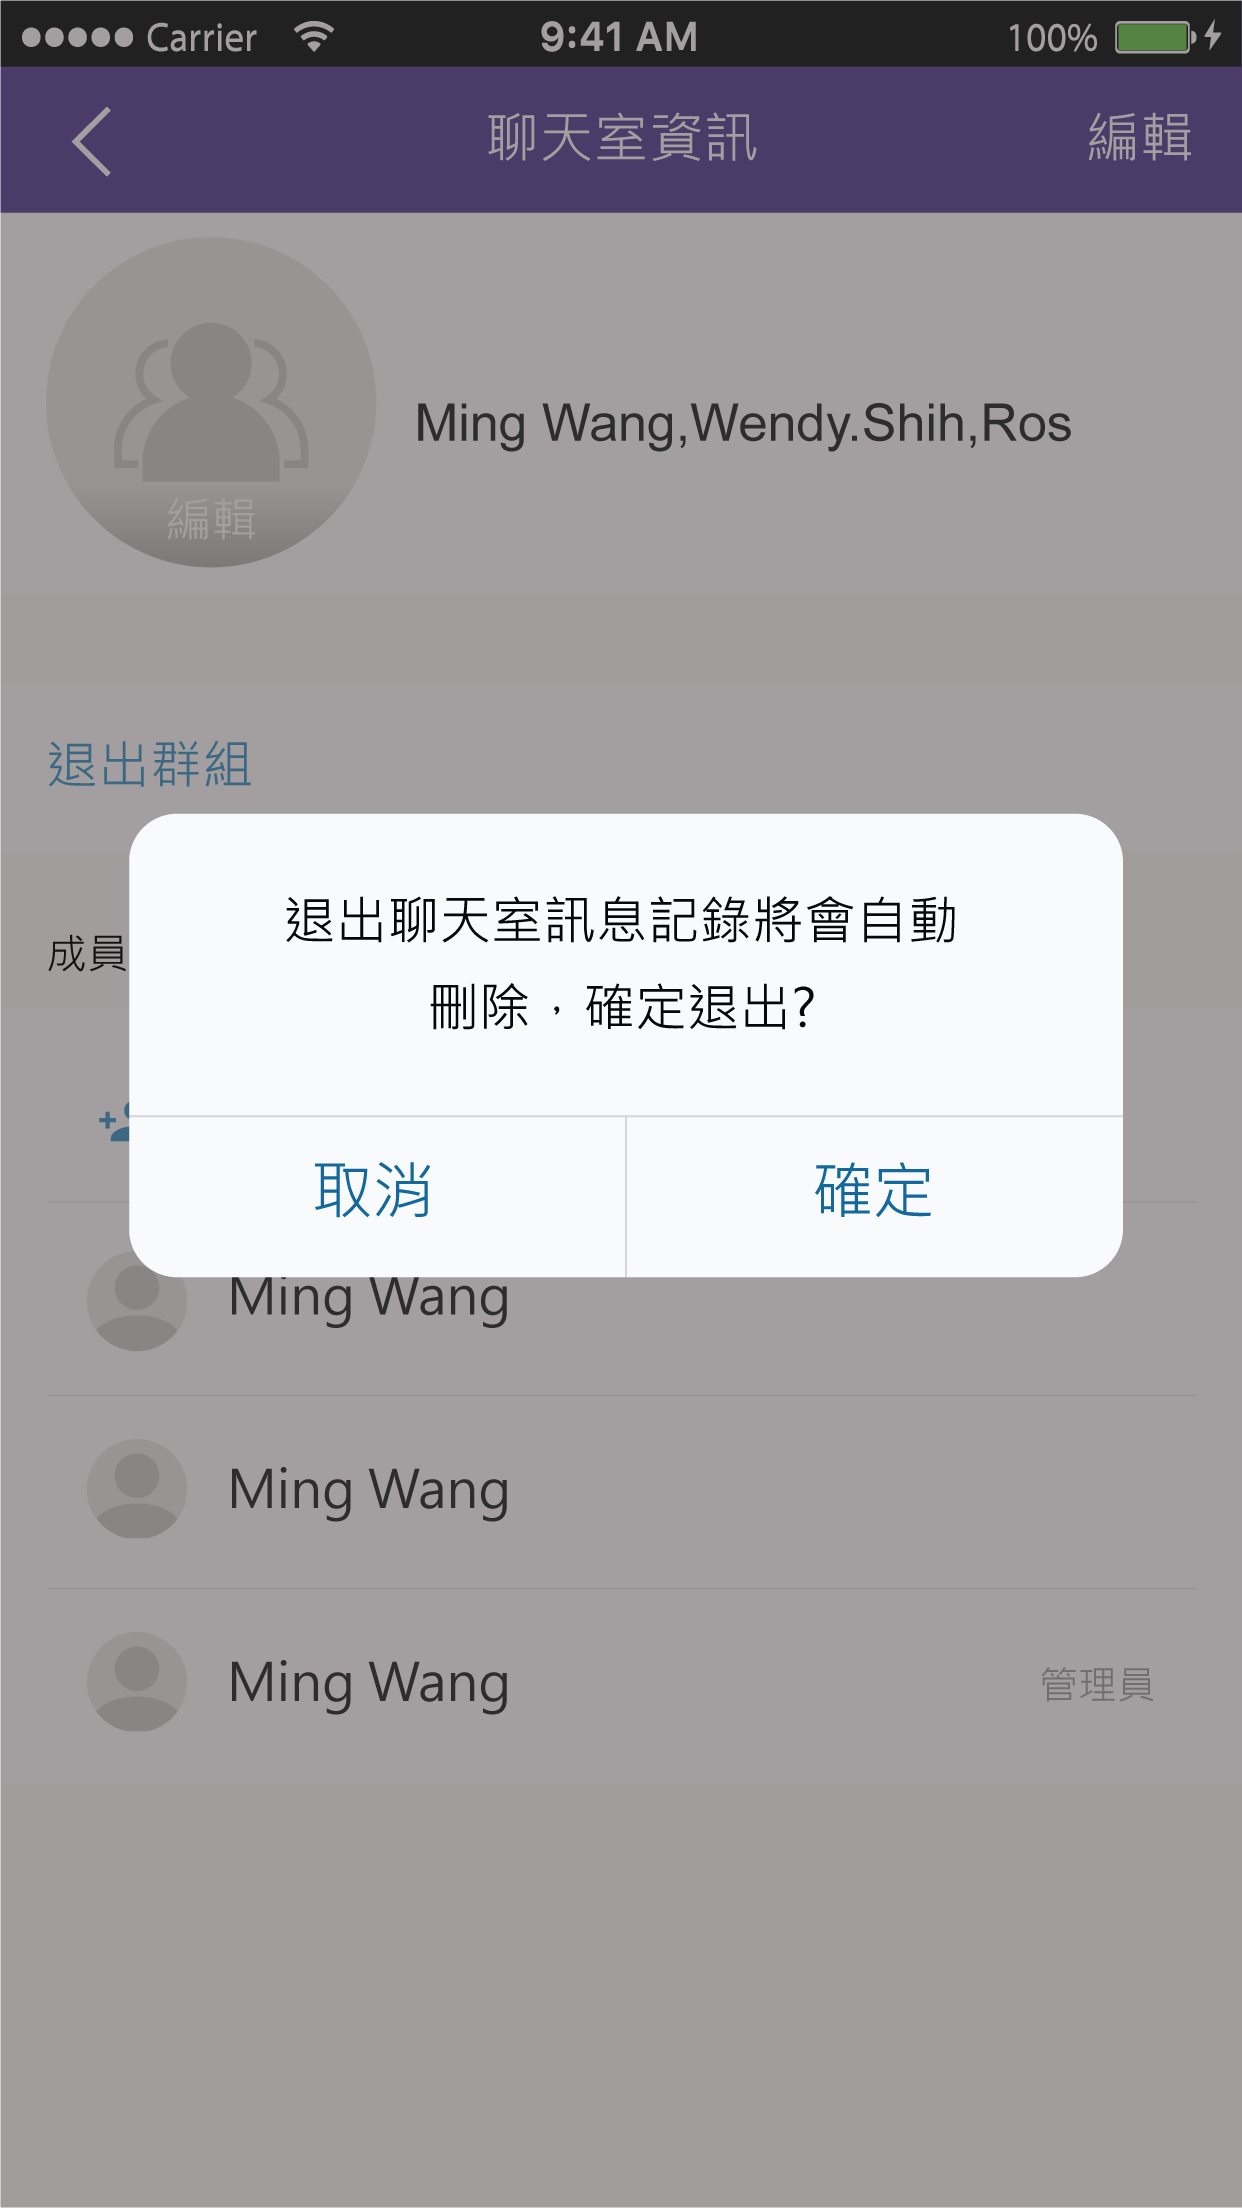 Carrier 9:41 AM 100%
聊天室資訊 編輯
Ming Wang,Wendy.Shih,Ros
編輯
退出群組
退出聊天室訊息記錄將會自動
刪除，確定退出?
成員
取消 確定
Ming Wang
Ming Wang
Ming Wang 管理員